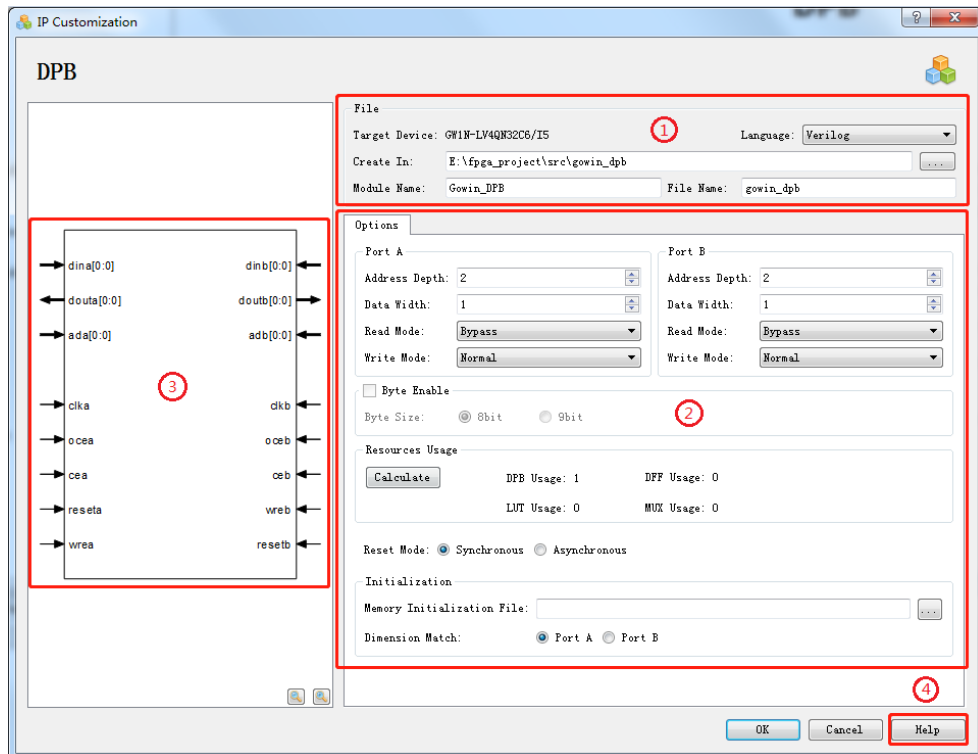 IP Customization
DPB
File
Target Device: GW1N-LV4QN32C6/I5 Language: Verilog
Create In: E:\fpga_project\src\gowin_dpb ...
Module Name: Gowin_DPB File Name: gowin_dpb
1
Options
Port A
Address Depth: 2
Data Width: 1
Read Mode: Bypass
Write Mode: Normal
Port B
Address Depth: 2
Data Width: 1
Read Mode: Bypass
Write Mode: Normal
Byte Enable
Byte Size: 8bit 9bit
2
Resources Usage
Calculate DPB Usage: 1 DFF Usage: 0
LUT Usage: 0 MUX Usage: 0
Reset Mode: Synchronous Asynchronous
Initialization
Memory Initialization File: ...
Dimension Match: Port A Port B
dina[0:0] dinb[0:0]
douta[0:0] doutb[0:0]
ada[0:0] adb[0:0]
3
clka clkb
ocea oceb
cea ceb
reseta wreb
wrea resetb
4
OK Cancel Help